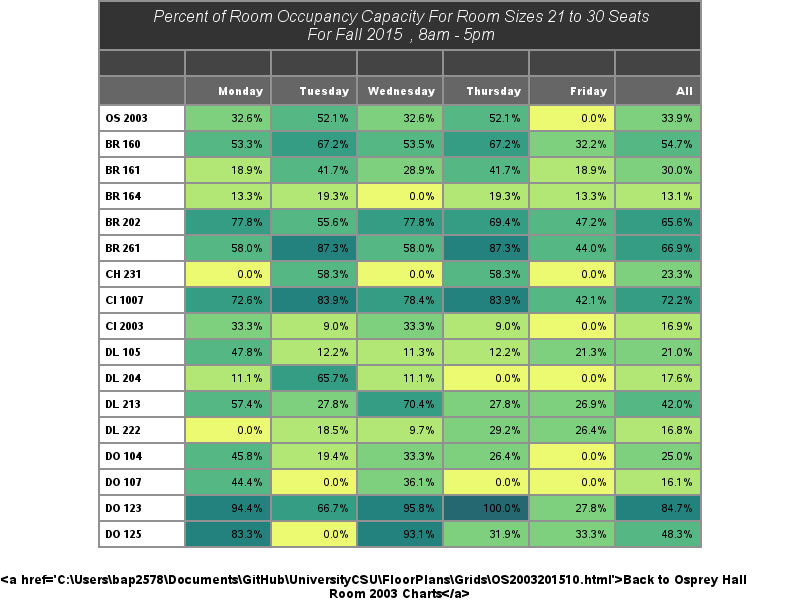 Percent of Room Occupancy Capacity For Room Sizes 21 to 30 Seats
For Fall 2015 , 8am - 5pm
Monday Tuesday Wednesday Thursday Friday All
OS 2003 32.6% 52.1% 32.6% 52.1% 0.0% 33.9%
BR 160 53.3% 67.2% 53.5% 67.2% 32.2% 54.7%
BR 161 18.9% 41.7% 28.9% 41.7% 18.9% 30.0%
BR 164 13.3% 19.3% 0.0% 19.3% 13.3% 13.1%
BR 202 77.8% 55.6% 77.8% 69.4% 47.2% 65.6%
BR 261 58.0% 87.3% 58.0% 87.3% 44.0% 66.9%
CH 231 0.0% 58.3% 0.0% 58.3% 0.0% 23.3%
CI 1007 72.6% 83.9% 78.4% 83.9% 42.1% 72.2%
CI 2003 33.3% 9.0% 33.3% 9.0% 0.0% 16.9%
DL 105 47.8% 12.2% 11.3% 12.2% 21.3% 21.0%
DL 204 11.1% 65.7% 11.1% 0.0% 0.0% 17.6%
DL 213 57.4% 27.8% 70.4% 27.8% 26.9% 42.0%
DL 222 0.0% 18.5% 9.7% 29.2% 26.4% 16.8%
DO 104 45.8% 19.4% 33.3% 26.4% 0.0% 25.0%
DO 107 44.4% 0.0% 36.1% 0.0% 0.0% 16.1%
DO 123 94.4% 66.7% 95.8% 100.0% 27.8% 84.7%
DO 125 83.3% 0.0% 93.1% 31.9% 33.3% 48.3%
<a href='C:\Users\bap2578\Documents\GitHub\UniversityCSU\FloorPlans\Grids\OS2003201510.html'>Back to Osprey Hall
Room 2003 Charts</a>